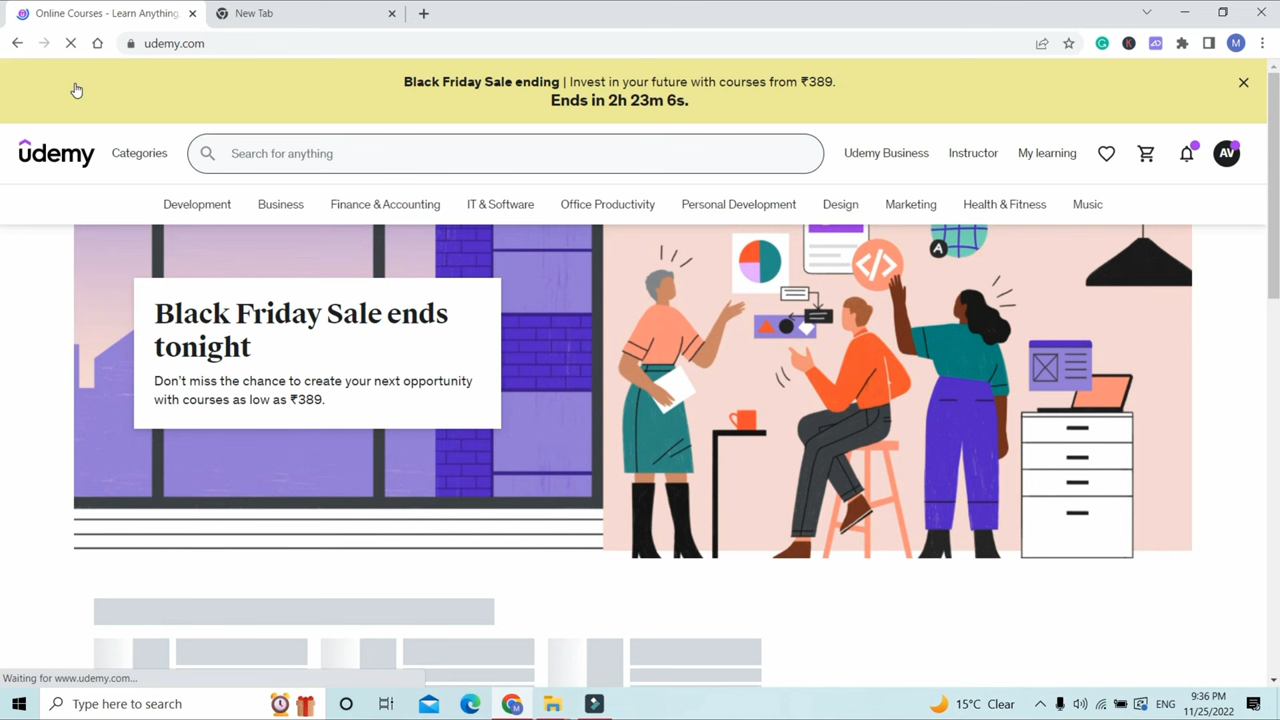 Online Courses - Learn Anything,
New Tab
udemy.com
M
Black Friday Sale ending | Invest in your future with courses from ₹389.
Ends in 2h 23m 6s.
udemy
Categories
Search for anything
Udemy Business
Instructor
My learning
AV
Development
Business
Finance & Accounting
IT & Software
Office Productivity
Personal Development
Design
Marketing
Health & Fitness
Music
A
</>
Black Friday Sale ends
tonight
Don't miss the chance to create your next opportunity
with courses as low as ₹389.
Waiting for www.udemy.com...
Type here to search
15°C Clear
ENG
9:36 PM
11/25/2022